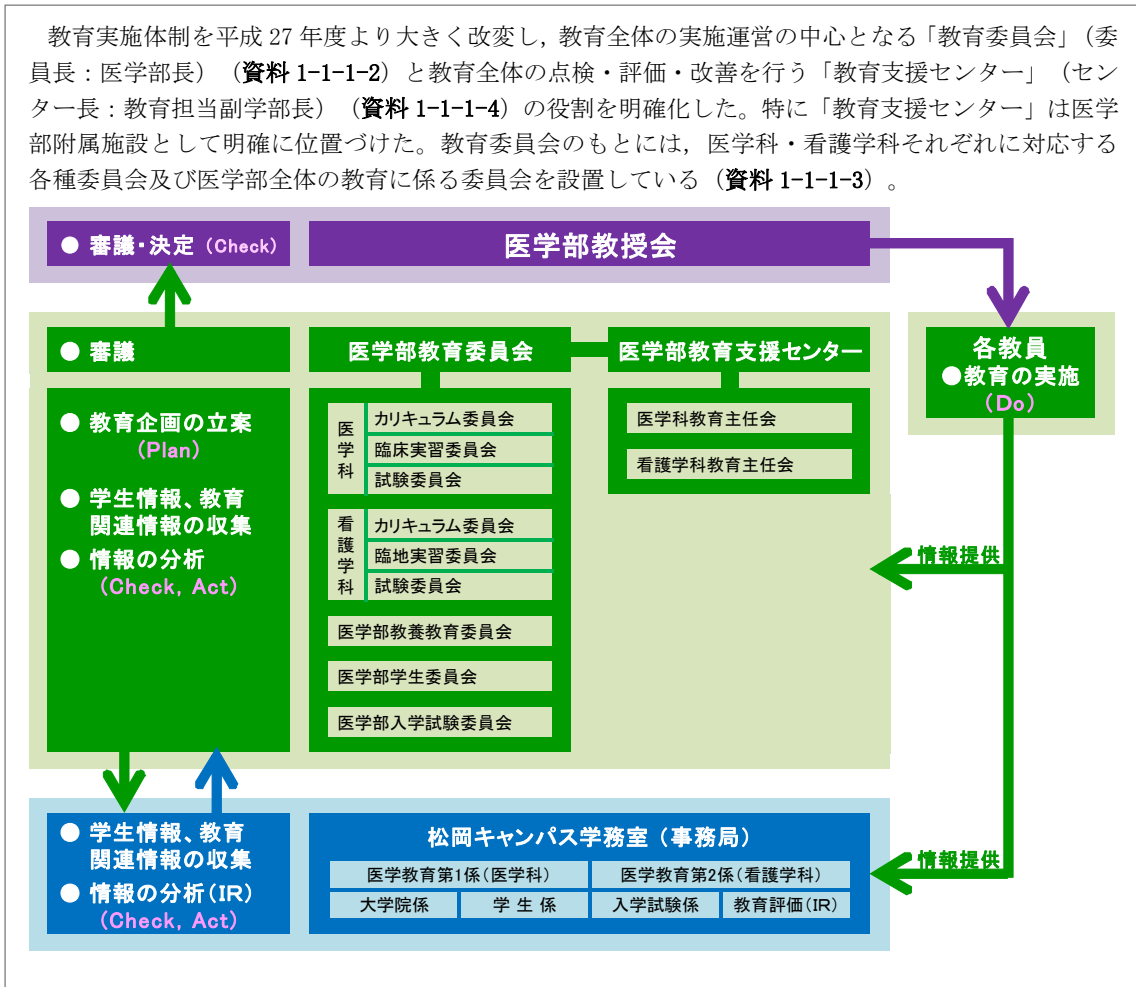 教育実施体制を平成 27 年度より大きく改変し, 教育全体の実施運営の中心となる「教育委員会」（委
員長：医学部長）（資料 1-1-1-2）と教育全体の点検・評価・改善を行う「教育支援センター」（セン
ター長：教育担当副学部長）（資料 1-1-1-4）の役割を明確化した。特に「教育支援センター」は医学
部附属施設として明確に位置づけた。教育委員会のもとには，医学科・看護学科それぞれに対応する
各種委員会及び医学部全体の教育に係る委員会を設置している（資料 1-1-1-3）。
● 審議・決定（Check）
医学部教授会
● 審議
医学部教育委員会
医学部教育支援センター
各教員
●教育の実施
（Do）
● 教育企画の立案
(Plan)
● 学生情報、教育
関連情報の収集
● 情報の分析
(Check, Act)
医学科
カリキュラム委員会
臨床実習委員会
試験委員会
看護学科
カリキュラム委員会
臨地実習委員会
試験委員会
医学部教養教育委員会
医学部学生委員会
医学部入学試験委員会
医学科教育主任会
看護学科教育主任会
情報提供
● 学生情報、教育
関連情報の収集
● 情報の分析(IR)
(Check, Act)
松岡キャンパス学務室（事務局）
医学教育第1係(医学科)
医学教育第2係(看護学科)
大学院係
学 生 係
入学試験係
教育評価(IR)
情報提供